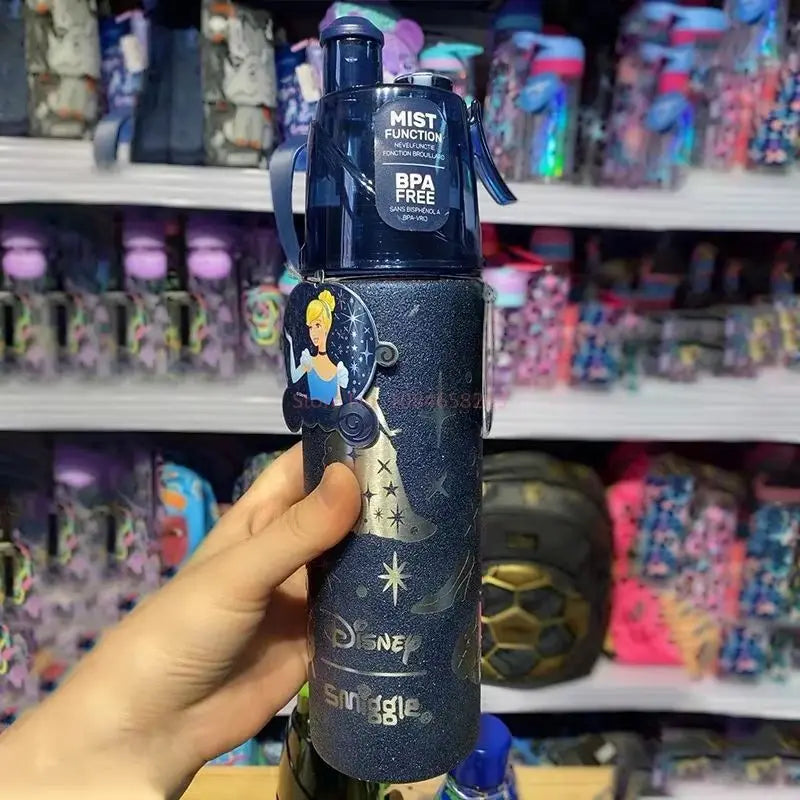 MIST
FUNCTION
NEVELFUNCTIE
FONCTION BROUILLARD
BPA
FREE
SANS BISPHÉNOL A
BPA-VRIJ
Disney
Smiggle